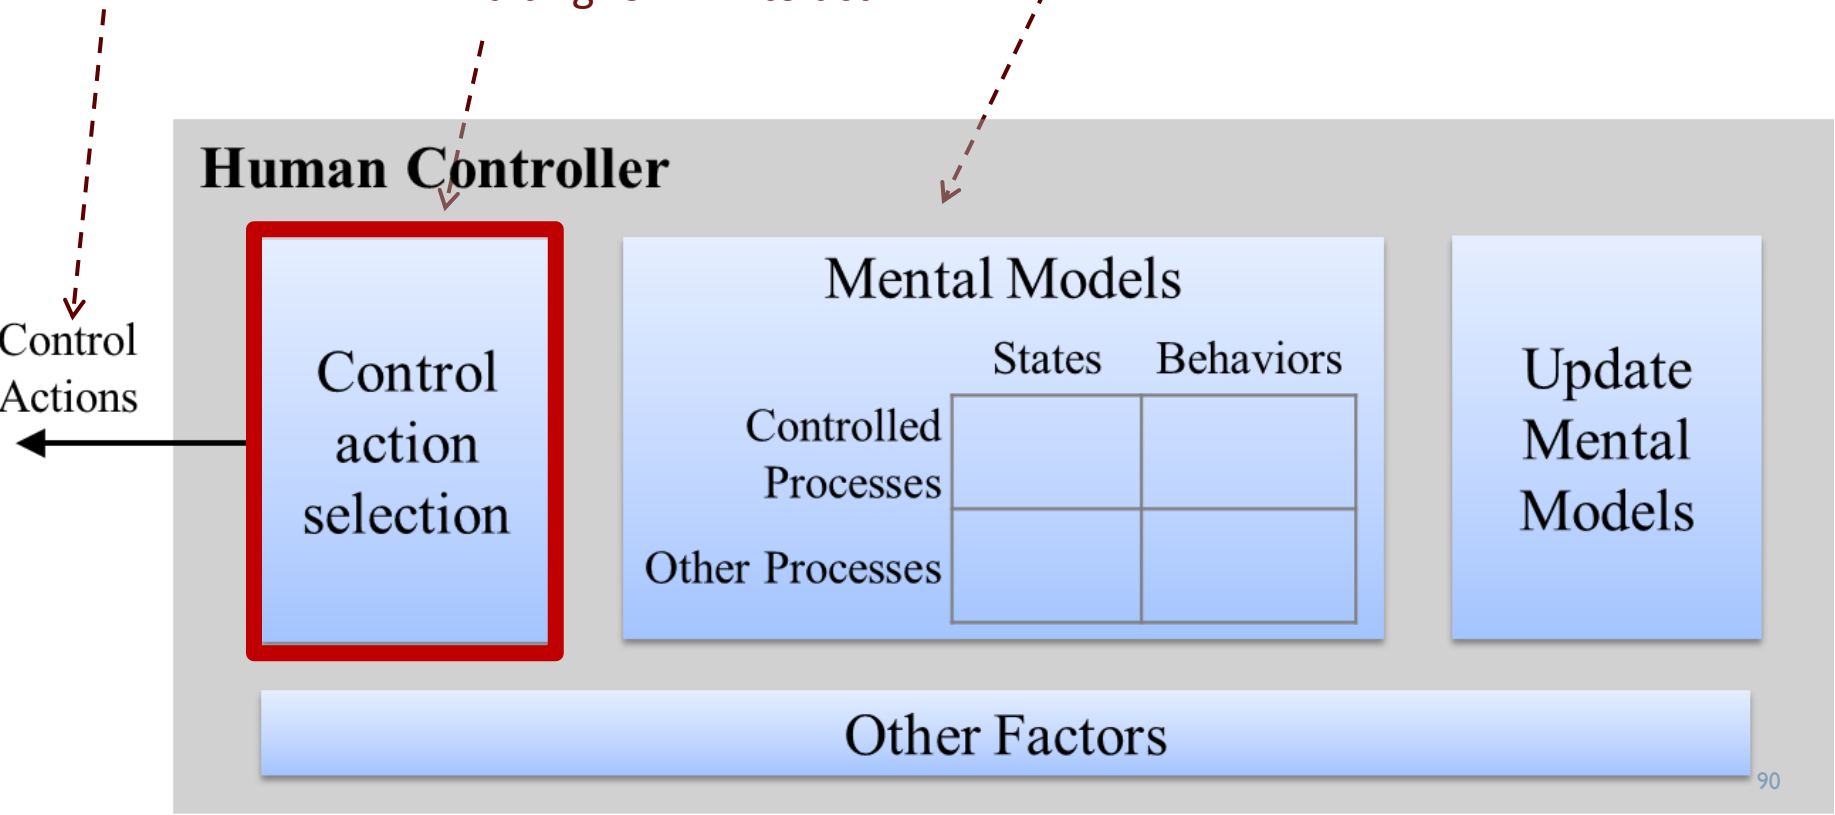 Human Controller
Control
Actions
Control
action
selection
Mental Models
States Behaviors
Controlled
Processes
Other Processes
Update
Mental
Models
Other Factors
90